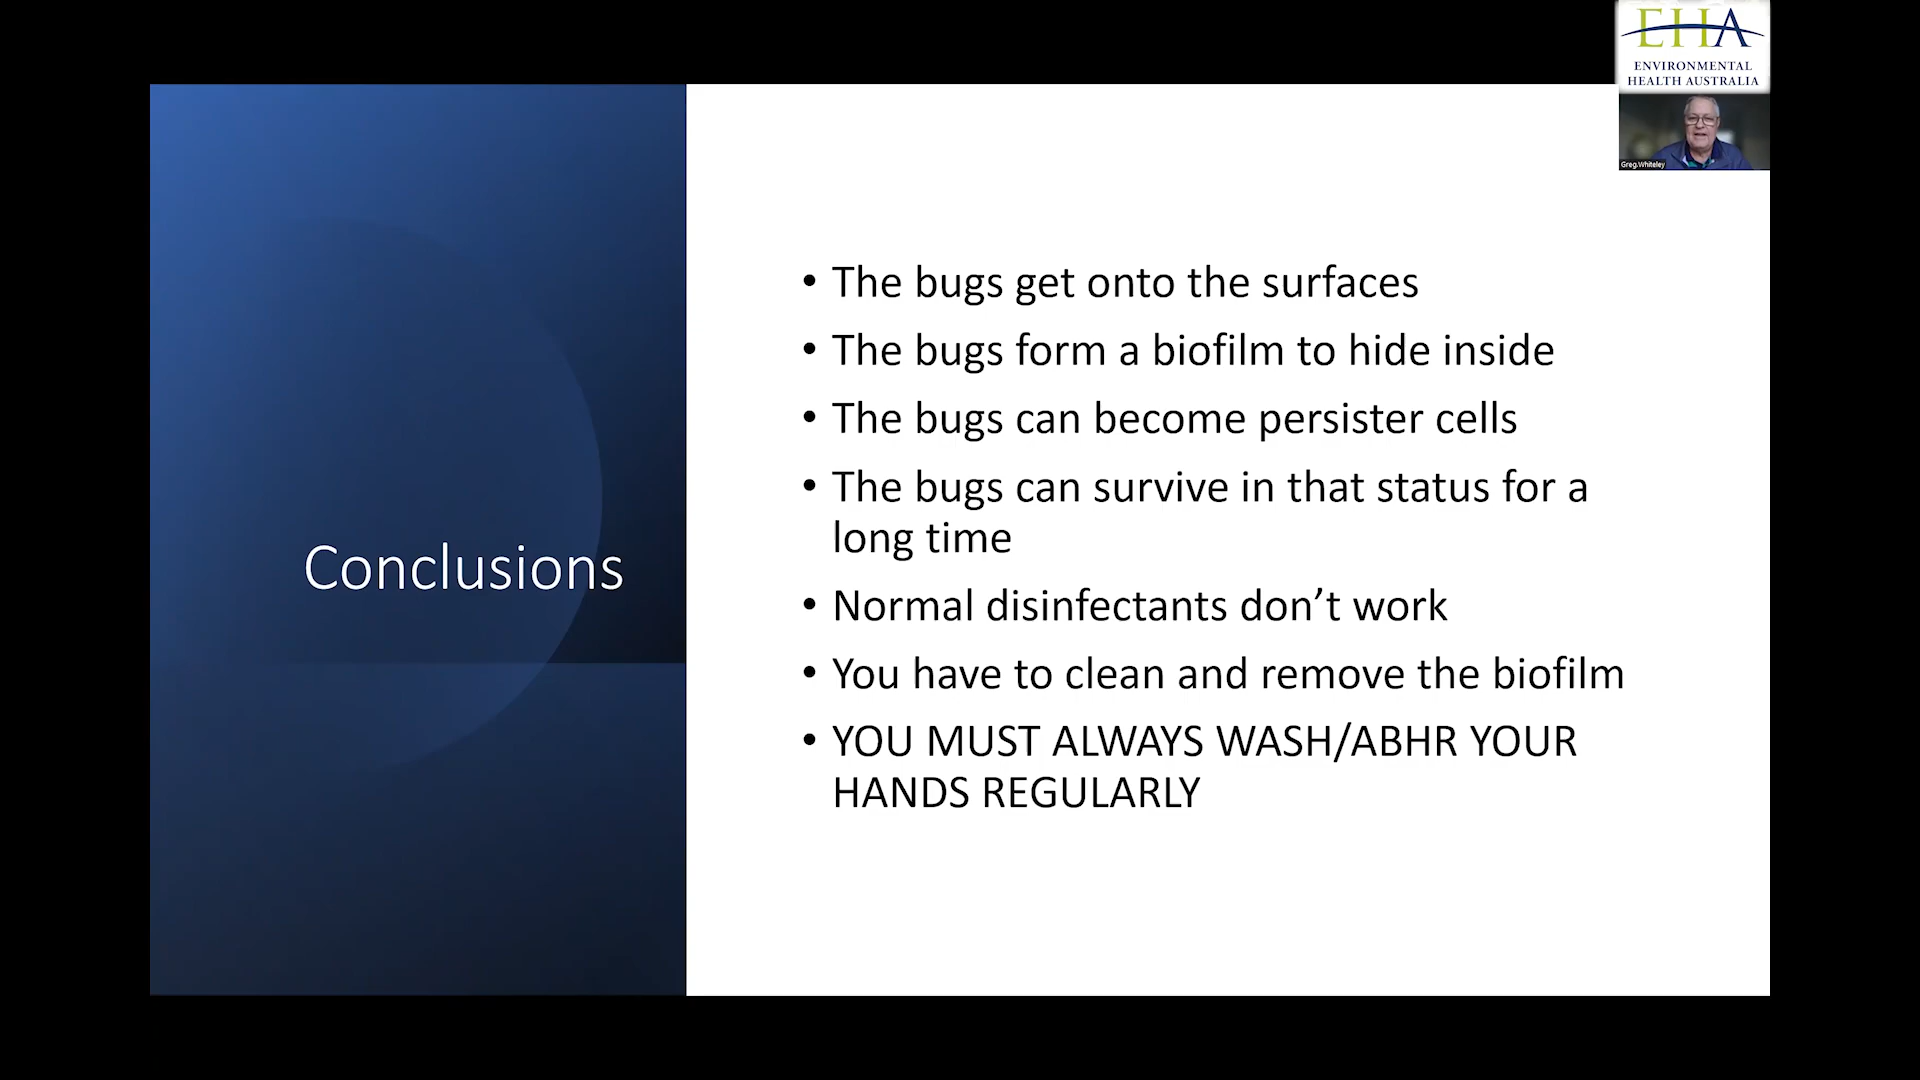 EHA
ENVIRONMENTAL
HEALTH AUSTRALIA
Greg.Whiteley
Conclusions
• The bugs get onto the surfaces
• The bugs form a biofilm to hide inside
• The bugs can become persister cells
• The bugs can survive in that status for a
long time
• Normal disinfectants don’t work
• You have to clean and remove the biofilm
• YOU MUST ALWAYS WASH/ABHR YOUR
HANDS REGULARLY